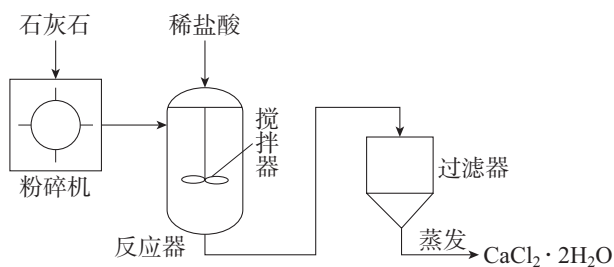 石灰石
稀盐酸
粉碎机
搅拌器
反应器
过滤器
蒸发
CaCl₂·2H₂O